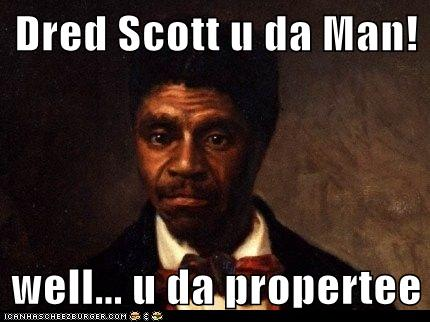 Dred Scott u da Man!
well... u da propertee
ICANHASCHEEZBURGER.COM